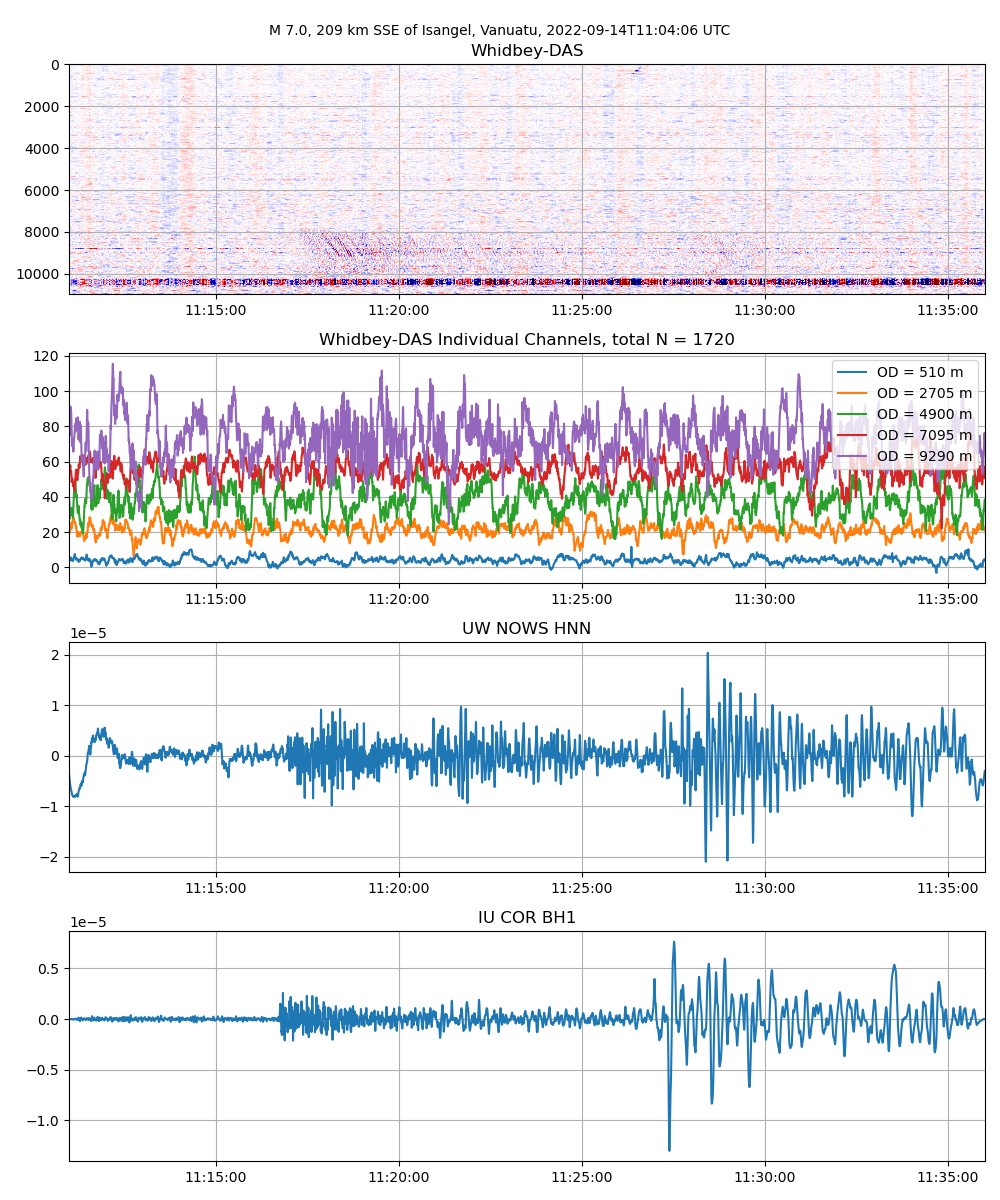 M 7.0, 209 km SSE of Isangel, Vanuatu, 2022-09-14T11:04:06 UTC
Whidbey-DAS
0
2000
4000
6000
8000
10000
11:15:00 11:20:00 11:25:00 11:30:00 11:35:00
Whidbey-DAS Individual Channels, total N = 1720
120
100
80
60
40
20
0
OD = 510 m
OD = 2705 m
OD = 4900 m
OD = 7095 m
OD = 9290 m
11:15:00 11:20:00 11:25:00 11:30:00 11:35:00
UW NOWS HNN
1e−5
2
1
0
−1
−2
11:15:00 11:20:00 11:25:00 11:30:00 11:35:00
IU COR BH1
1e−5
0.5
0.0
−0.5
−1.0
11:15:00 11:20:00 11:25:00 11:30:00 11:35:00